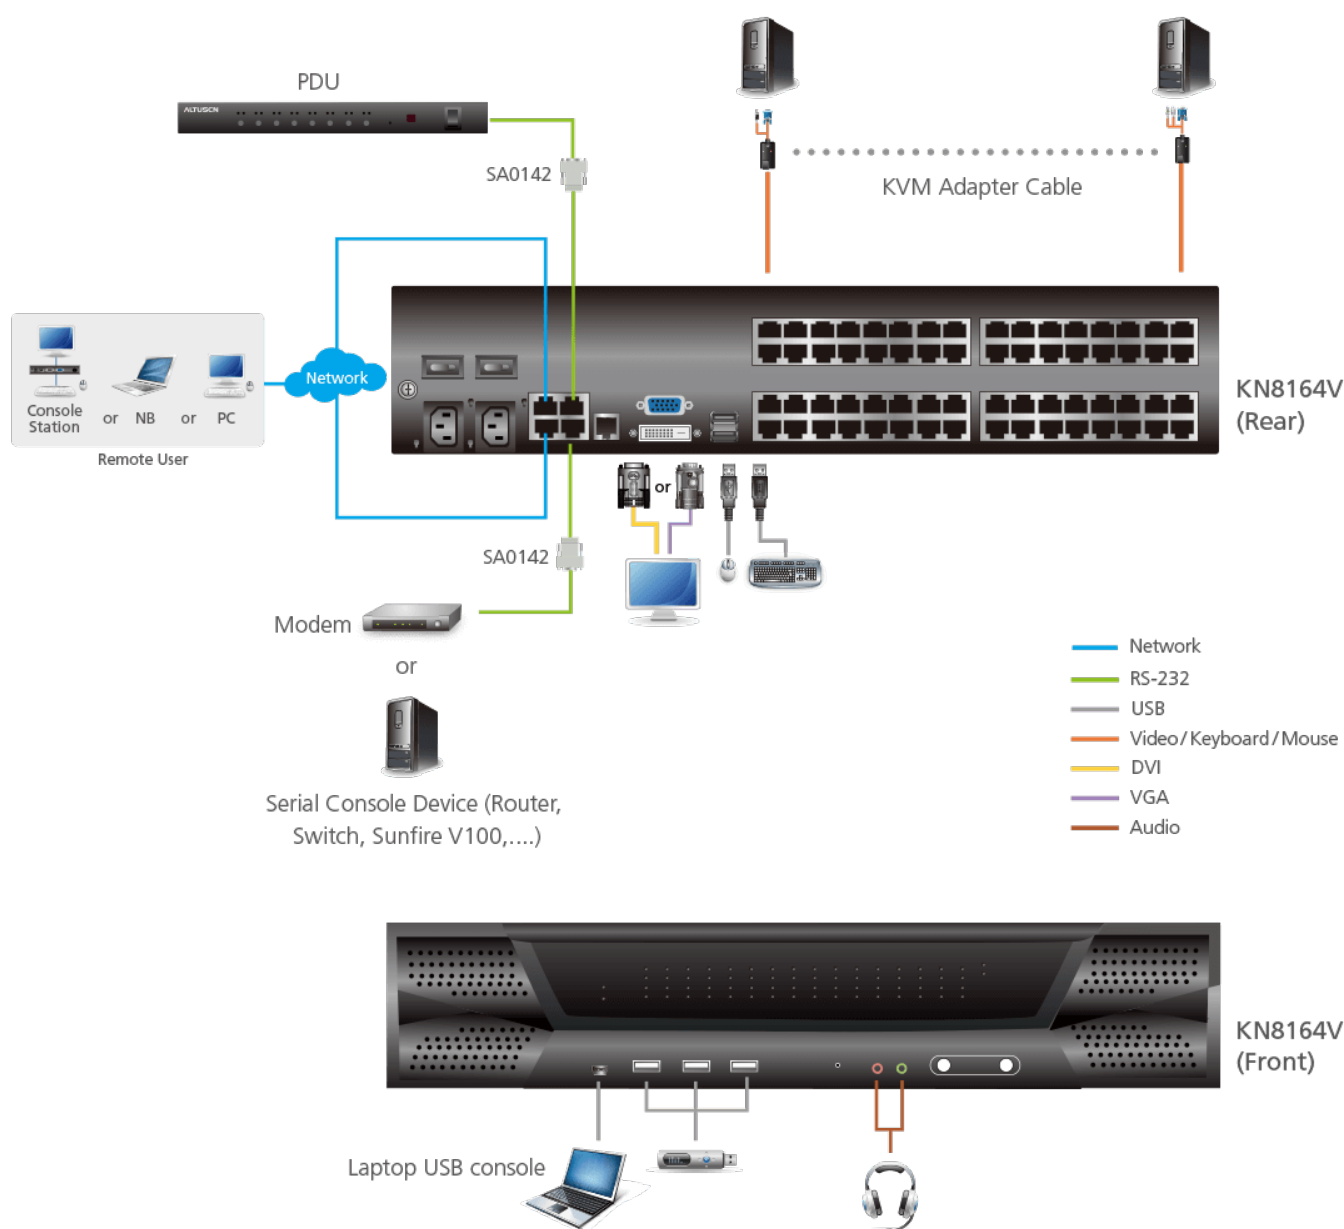 PDU
ALTUSCN
SA0142
KVM Adapter Cable
Network
Console
Station
or
NB
or
PC
Remote User
KN8164V
(Rear)
or
SA0142
Modem
or
Serial Console Device (Router,
Switch, Sunfire V100,....)
Network
RS-232
USB
Video/Keyboard/Mouse
DVI
VGA
Audio
KN8164V
(Front)
Laptop USB console